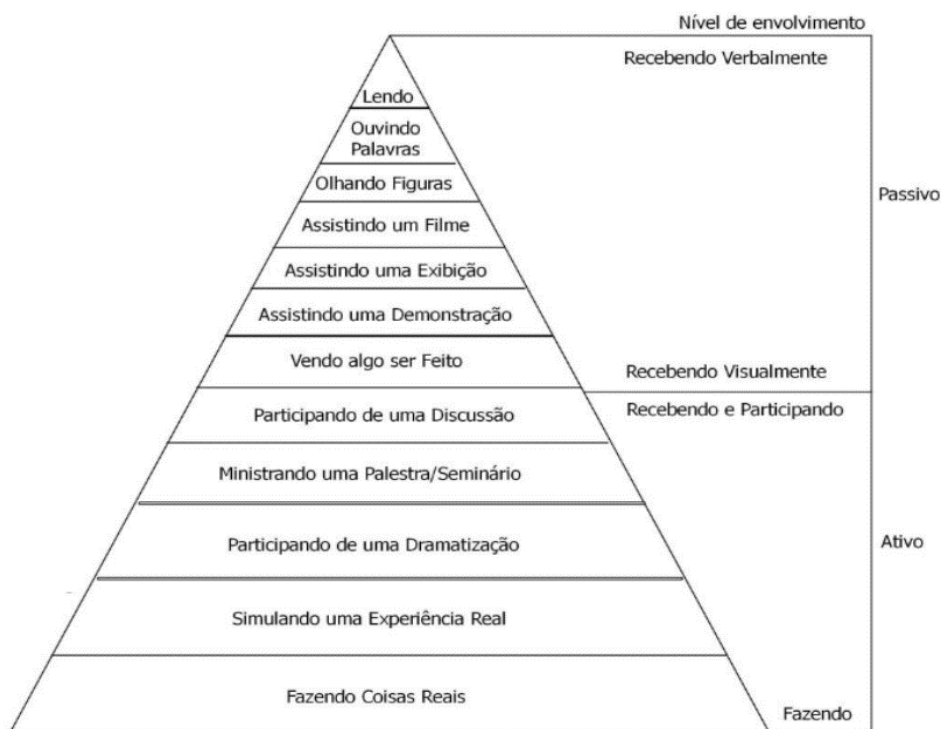 Nível de envolvimento
Recebendo Verbalmente
Lendo
Ouvindo
Palavras
Olhando Figuras
Passivo
Assistindo um Filme
Assistindo uma Exibição
Assistindo uma Demonstração
Vendo algo ser Feito
Recebendo Visualmente
Recebendo e Participando
Participando de uma Discussão
Ministrando uma Palestra/Seminário
Ativo
Participando de uma Dramatização
Simulando uma Experiência Real
Fazendo Coisas Reais
Fazendo